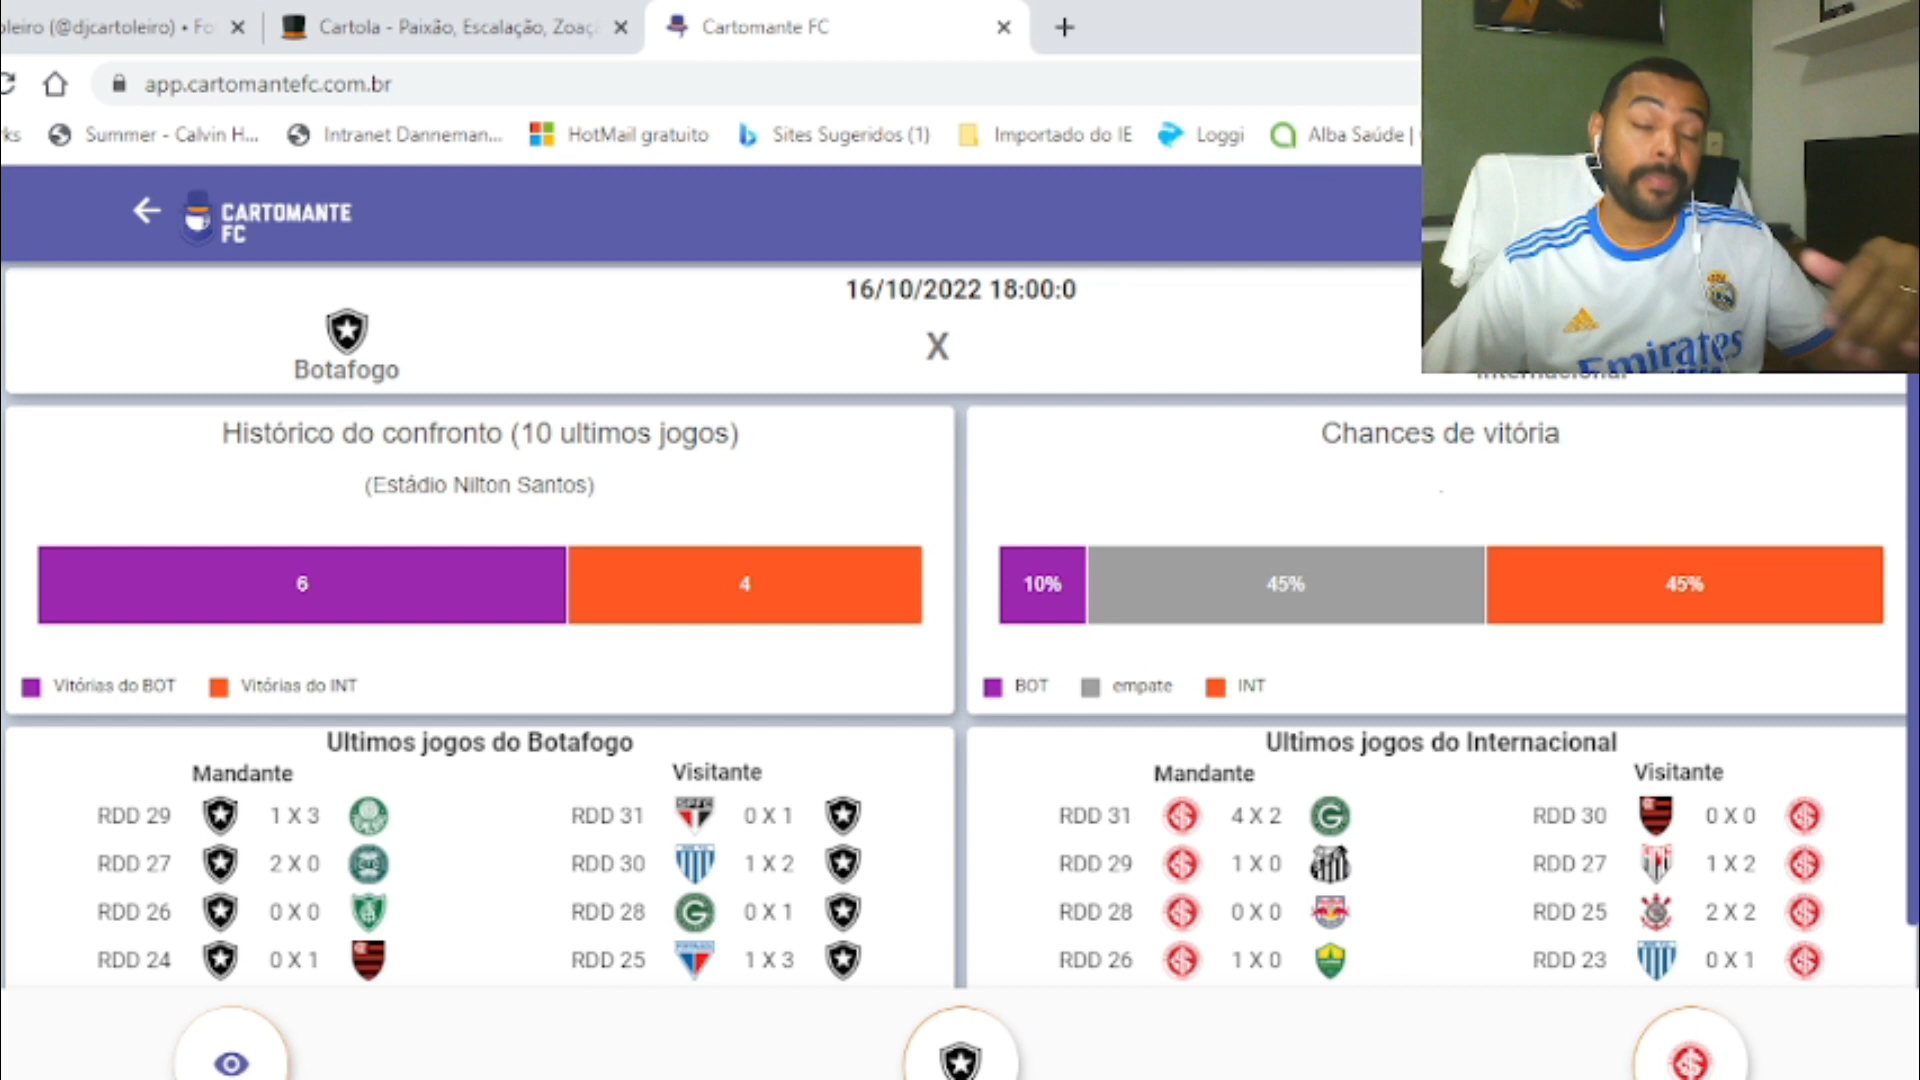 oleiro (@djcartoleiro) • Fo
Cartola - Paixão, Escalação, Zoaç
Cartomante FC
app.cartomantefc.com.br
ks
Summer - Calvin H...
Intranet Danneman...
HotMail gratuito
Sites Sugeridos (1)
Importado do IE
Loggi
Alba Saúde |
CARTOMANTE
FC
16/10/2022 18:00:0
X
Botafogo
Internacional
Emirates
Histórico do confronto (10 ultimos jogos)
(Estádio Nilton Santos)
6
4
Vitórias do BOT
Vitórias do INT
Chances de vitória
10%
45%
45%
BOT
empate
INT
Ultimos jogos do Botafogo
Mandante
Visitante
RDD 29 1 X 3
RDD 31 SPFC 0 X 1
RDD 27 2 X 0
RDD 30 1 X 2
RDD 26 0 X 0
RDD 28 0 X 1
RDD 24 0 X 1
RDD 25 1 X 3
Ultimos jogos do Internacional
Mandante
Visitante
RDD 31 4 X 2
RDD 30 0 X 0
RDD 29 1 X 0
RDD 27 1 X 2
RDD 28 0 X 0
RDD 25 2 X 2
RDD 26 1 X 0
RDD 23 0 X 1